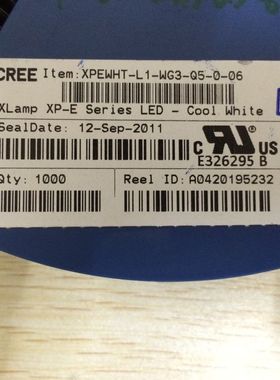 CREE Item:XPEWHT-L1-WG3-Q5-0-06
XLamp XP-E Series LED - Cool White
SealDate: 12-Sep-2011
C RU US
E326295 B
Qty: 1000 Reel ID: A0420195232